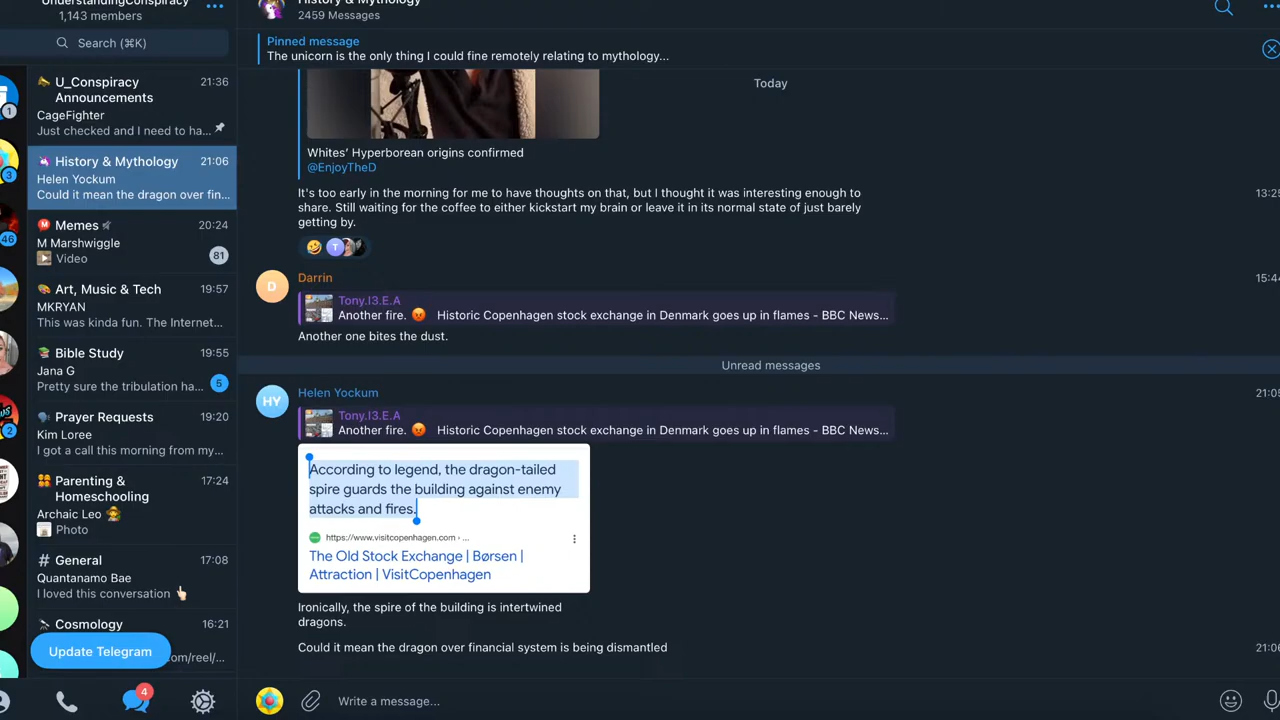 UnderstandingConspiracy
1,143 members
Search (⌘K)
U_Conspiracy
Announcements
21:36
CageFighter
Just checked and I need to ha...
History & Mythology
21:06
Helen Yockum
Could it mean the dragon over fin...
Memes
20:24
M Marshwiggle
Video
81
Art, Music & Tech
19:57
MKRYAN
This was kinda fun. The Internet...
Bible Study
19:55
Jana G
Pretty sure the tribulation ha...
5
Prayer Requests
19:20
Kim Loree
I got a call this morning from my...
Parenting &
Homeschooling
17:24
Archaic Leo
Photo
# General
17:08
Quantanamo Bae
I loved this conversation
Cosmology
16:21
Update Telegram
.com/reel/...
1
3
46
2
4
History & Mythology
2459 Messages
Pinned message
The unicorn is the only thing I could fine remotely relating to mythology...
Today
Whites' Hyperborean origins confirmed
@EnjoyTheD
It's too early in the morning for me to have thoughts on that, but I thought it was interesting enough to
share. Still waiting for the coffee to either kickstart my brain or leave it in its normal state of just barely
getting by.
13:25
T
D
Darrin
15:44
Tony.I3.E.A
Another fire. Historic Copenhagen stock exchange in Denmark goes up in flames - BBC News...
Another one bites the dust.
Unread messages
HY
Helen Yockum
21:05
Tony.I3.E.A
Another fire. Historic Copenhagen stock exchange in Denmark goes up in flames - BBC News...
According to legend, the dragon-tailed
spire guards the building against enemy
attacks and fires.
https://www.visitcopenhagen.com › ...
The Old Stock Exchange | Børsen |
Attraction | VisitCopenhagen
Ironically, the spire of the building is intertwined
dragons.
Could it mean the dragon over financial system is being dismantled
21:06
Write a message...